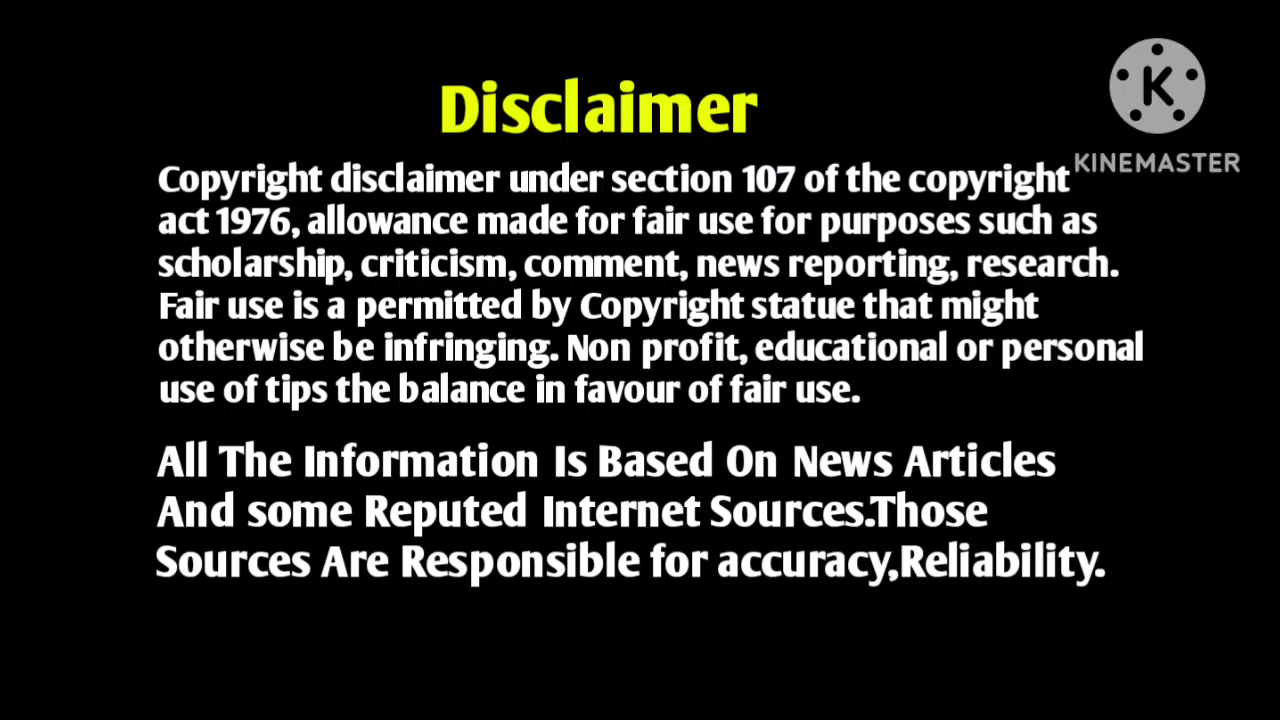 Disclaimer
K
KINEMASTER
Copyright disclaimer under section 107 of the copyright
act 1976, allowance made for fair use for purposes such as
scholarship, criticism, comment, news reporting, research.
Fair use is a permitted by Copyright statue that might
otherwise be infringing. Non profit, educational or personal
use of tips the balance in favour of fair use.
All The Information Is Based On News Articles
And some Reputed Internet Sources.Those
Sources Are Responsible for accuracy,Reliability.